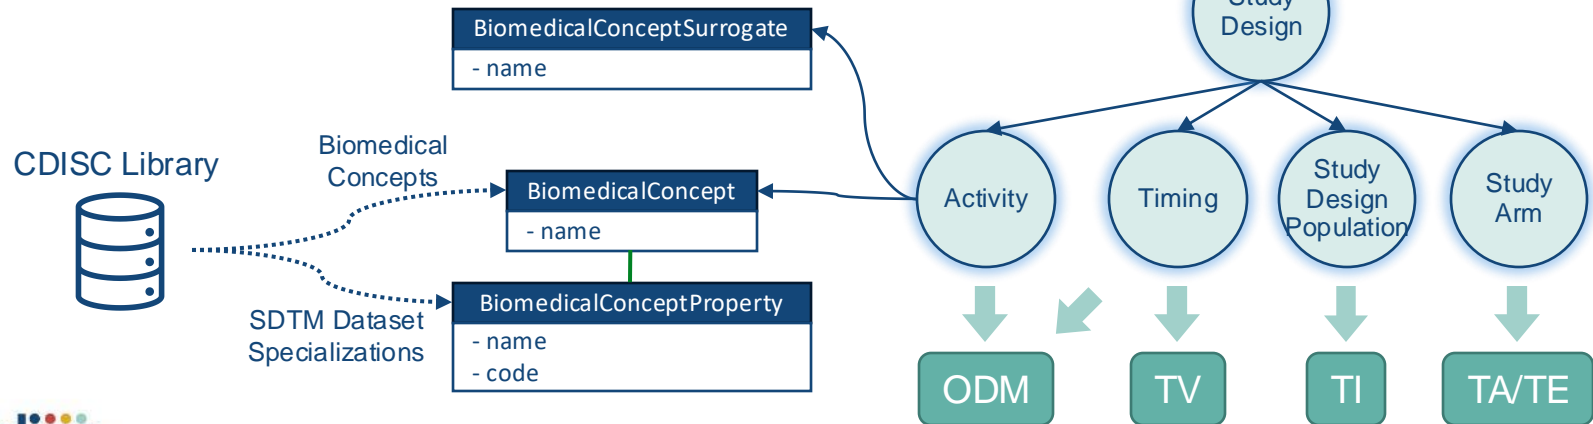 BiomedicalConceptSurrogate
- name
CDISC Library
Biomedical
Concepts
BiomedicalConcept
- name
SDTM Dataset
Specializations
BiomedicalConceptProperty
- name
- code
Study
Design
Activity
Timing
Study
Design
Population
Study
Arm
ODM
TV
TI
TA/TE